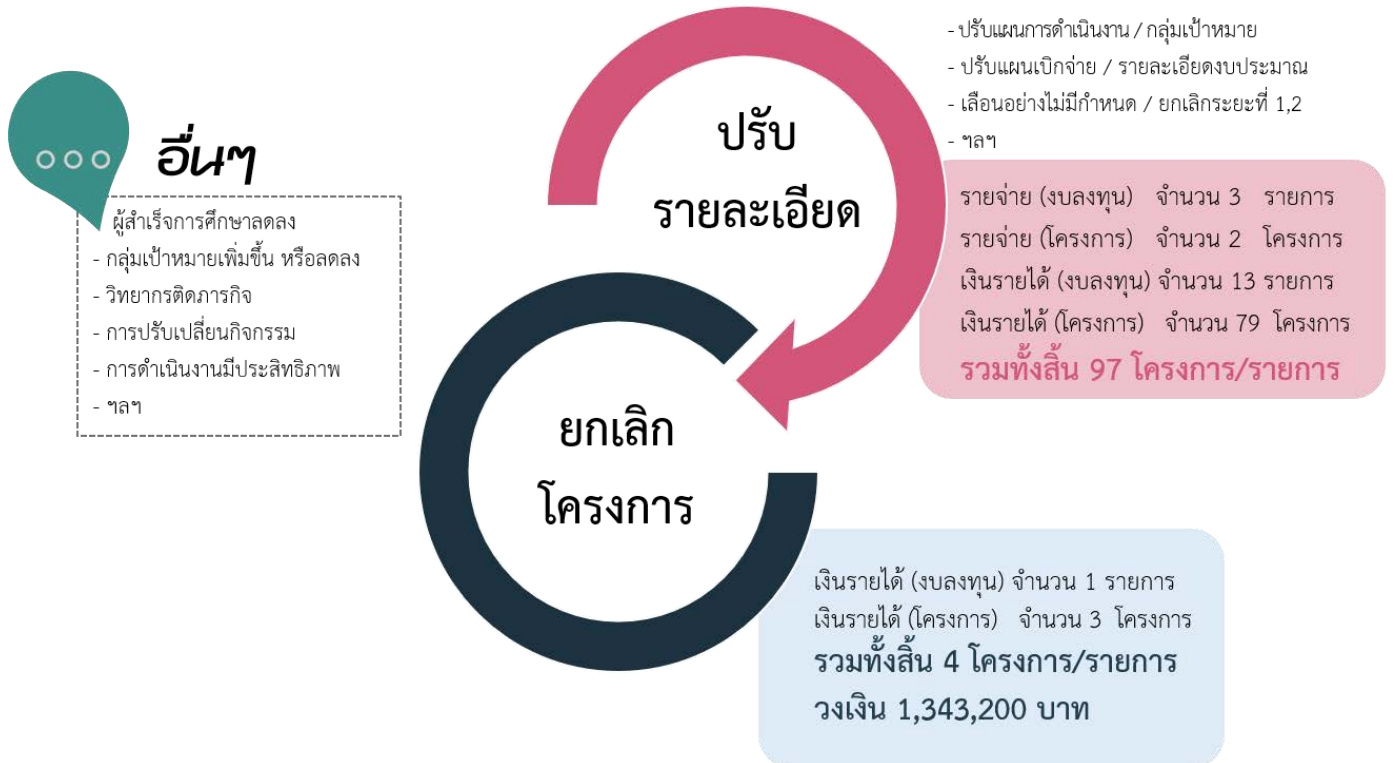 อื่นๆ
ผู้สำเร็จการศึกษาลดลง
- กลุ่มเป้าหมายเพิ่มขึ้น หรือลดลง
- วิทยากรติดภารกิจ
- การปรับเปลี่ยนกิจกรรม
- การดำเนินงานมีประสิทธิภาพ
- ฯลฯ
ปรับ
รายละเอียด
- ปรับแผนการดำเนินงาน / กลุ่มเป้าหมาย
- ปรับแผนเบิกจ่าย / รายละเอียดงบประมาณ
- เลือนอย่างไม่มีกำหนด / ยกเลิกระยะที่ 1,2
- ฯลฯ
รายจ่าย (งบลงทุน) จำนวน 3 รายการ
รายจ่าย (โครงการ) จำนวน 2 โครงการ
เงินรายได้ (งบลงทุน) จำนวน 13 รายการ
เงินรายได้ (โครงการ) จำนวน 79 โครงการ
รวมทั้งสิ้น 97 โครงการ/รายการ
ยกเลิก
โครงการ
เงินรายได้ (งบลงทุน) จำนวน 1 รายการ
เงินรายได้ (โครงการ) จำนวน 3 โครงการ
รวมทั้งสิ้น 4 โครงการ/รายการ
วงเงิน 1,343,200 บาท